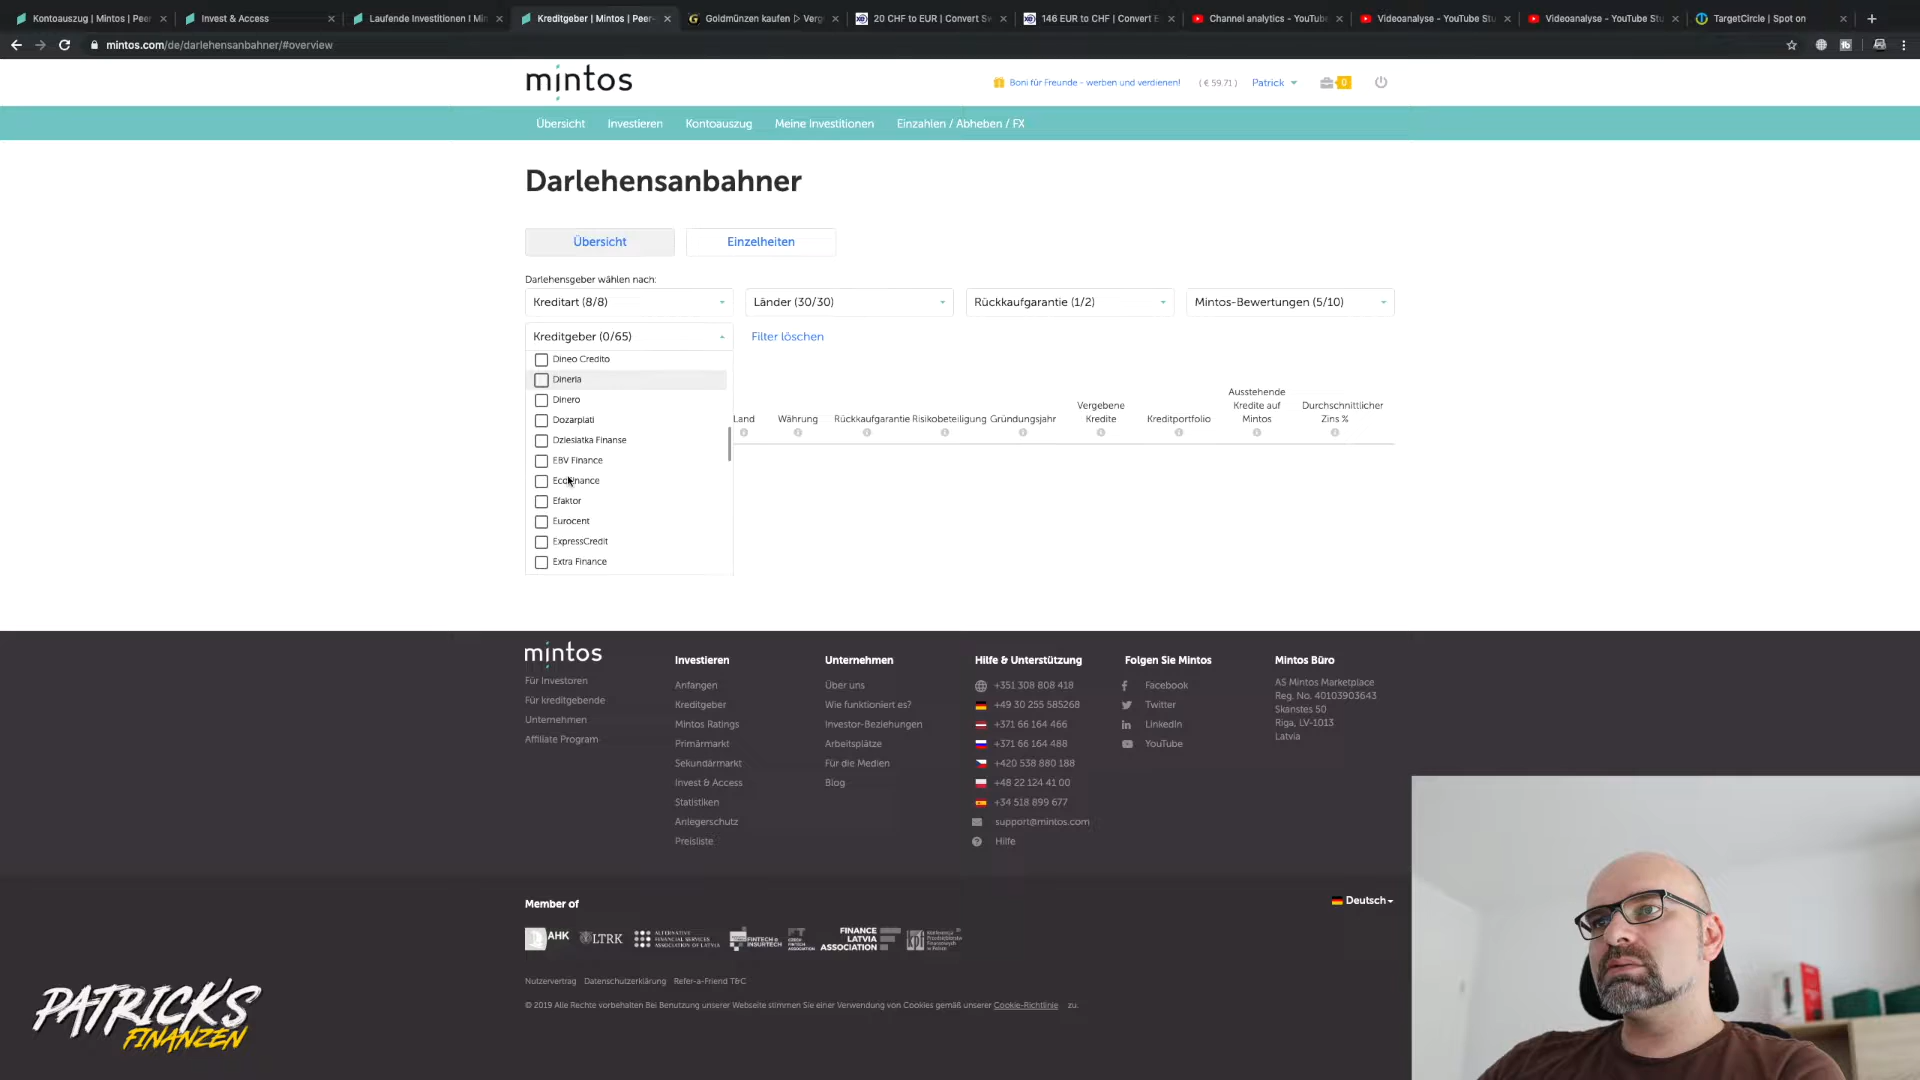 Kontoauszug | Mintos | Peer
Invest & Access
Laufende Investitionen | Min
Kreditgeber | Mintos | Peer-
Goldmünzen kaufen ▷ Verg
20 CHF to EUR | Convert Sw
146 EUR to CHF | Convert E
Channel analytics - YouTube
Videoanalyse - YouTube Stu
Videoanalyse - YouTube Stu
TargetCircle | Spot on
mintos.com/de/darlehensanbahner/#overview
mintos
Boni für Freunde - werben und verdienen!
( € 59.71 )
Patrick
0
Übersicht
Investieren
Kontoauszug
Meine Investitionen
Einzahlen / Abheben / FX
Darlehensanbahner
Übersicht
Einzelheiten
Darlehensgeber wählen nach:
Kreditart (8/8)
Länder (30/30)
Rückkaufgarantie (1/2)
Mintos-Bewertungen (5/10)
Kreditgeber (0/65)
Filter löschen
Dineo Credito
Dineria
Dinero
Dozarplati
Dziesiatka Finanse
EBV Finance
Ecofinance
Efaktor
Eurocent
ExpressCredit
Extra Finance
Land
Währung
Rückkaufgarantie
Risikobeteiligung
Gründungsjahr
Vergebene Kredite
Kreditportfolio
Ausstehende Kredite auf Mintos
Durchschnittlicher Zins %
mintos
Für Investoren
Für kreditgebende
Unternehmen
Affiliate Program
Investieren
Anfangen
Kreditgeber
Mintos Ratings
Primärmarkt
Sekundärmarkt
Invest & Access
Statistiken
Anlegerschutz
Preisliste
Unternehmen
Über uns
Wie funktioniert es?
Investor-Beziehungen
Arbeitsplätze
Für die Medien
Blog
Hilfe & Unterstützung
+351 308 808 418
+49 30 255 585268
+371 66 164 466
+371 66 164 488
+420 538 880 188
+48 22 124 41 00
+34 518 899 677
support@mintos.com
Hilfe
Folgen Sie Mintos
Facebook
Twitter
LinkedIn
YouTube
Mintos Büro
AS Mintos Marketplace
Reg. No. 40103903643
Skanstes 50
Riga, LV-1013
Latvia
Member of
Deutsch
AHK
LTRK
ALTERNATIVE
FINANCIAL SERVICES
ASSOCIATION OF LATVIA
FINTECH &
INSURTECH
FINANCE
LATVIA
ASSOCIATION
Nutzervertrag
Datenschutzerklärung
Refer-a-Friend T&C
© 2019 Alle Rechte vorbehalten Bei Benutzung unserer Webseite stimmen Sie einer Verwendung von Cookies gemäß unserer Cookie-Richtlinie zu.
PATRICKS
FINANZEN